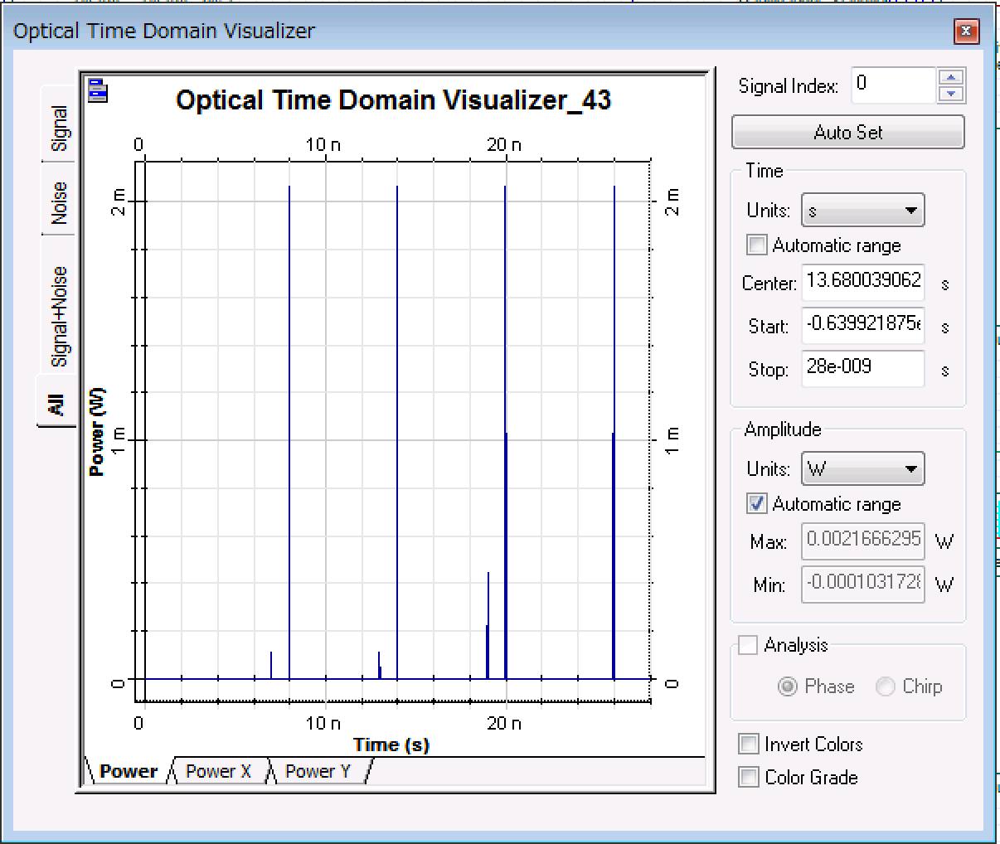 Optical Time Domain Visualizer
Signal
Noise
Signal+Noise
All
Optical Time Domain Visualizer_43
0 10 n 20 n
2 m 2 m
1 m 1 m
0 0
Power (W)
0 10 n 20 n
Time (s)
Power Power X Power Y
Signal Index: 0
Auto Set
Time
Units: s
Automatic range
Center: 13.680039062 s
Start: -0.639921875e s
Stop: 28e-009 s
Amplitude
Units: W
Automatic range
Max: 0.0021666295 W
Min: -0.0001031728 W
Analysis
Phase Chirp
Invert Colors
Color Grade